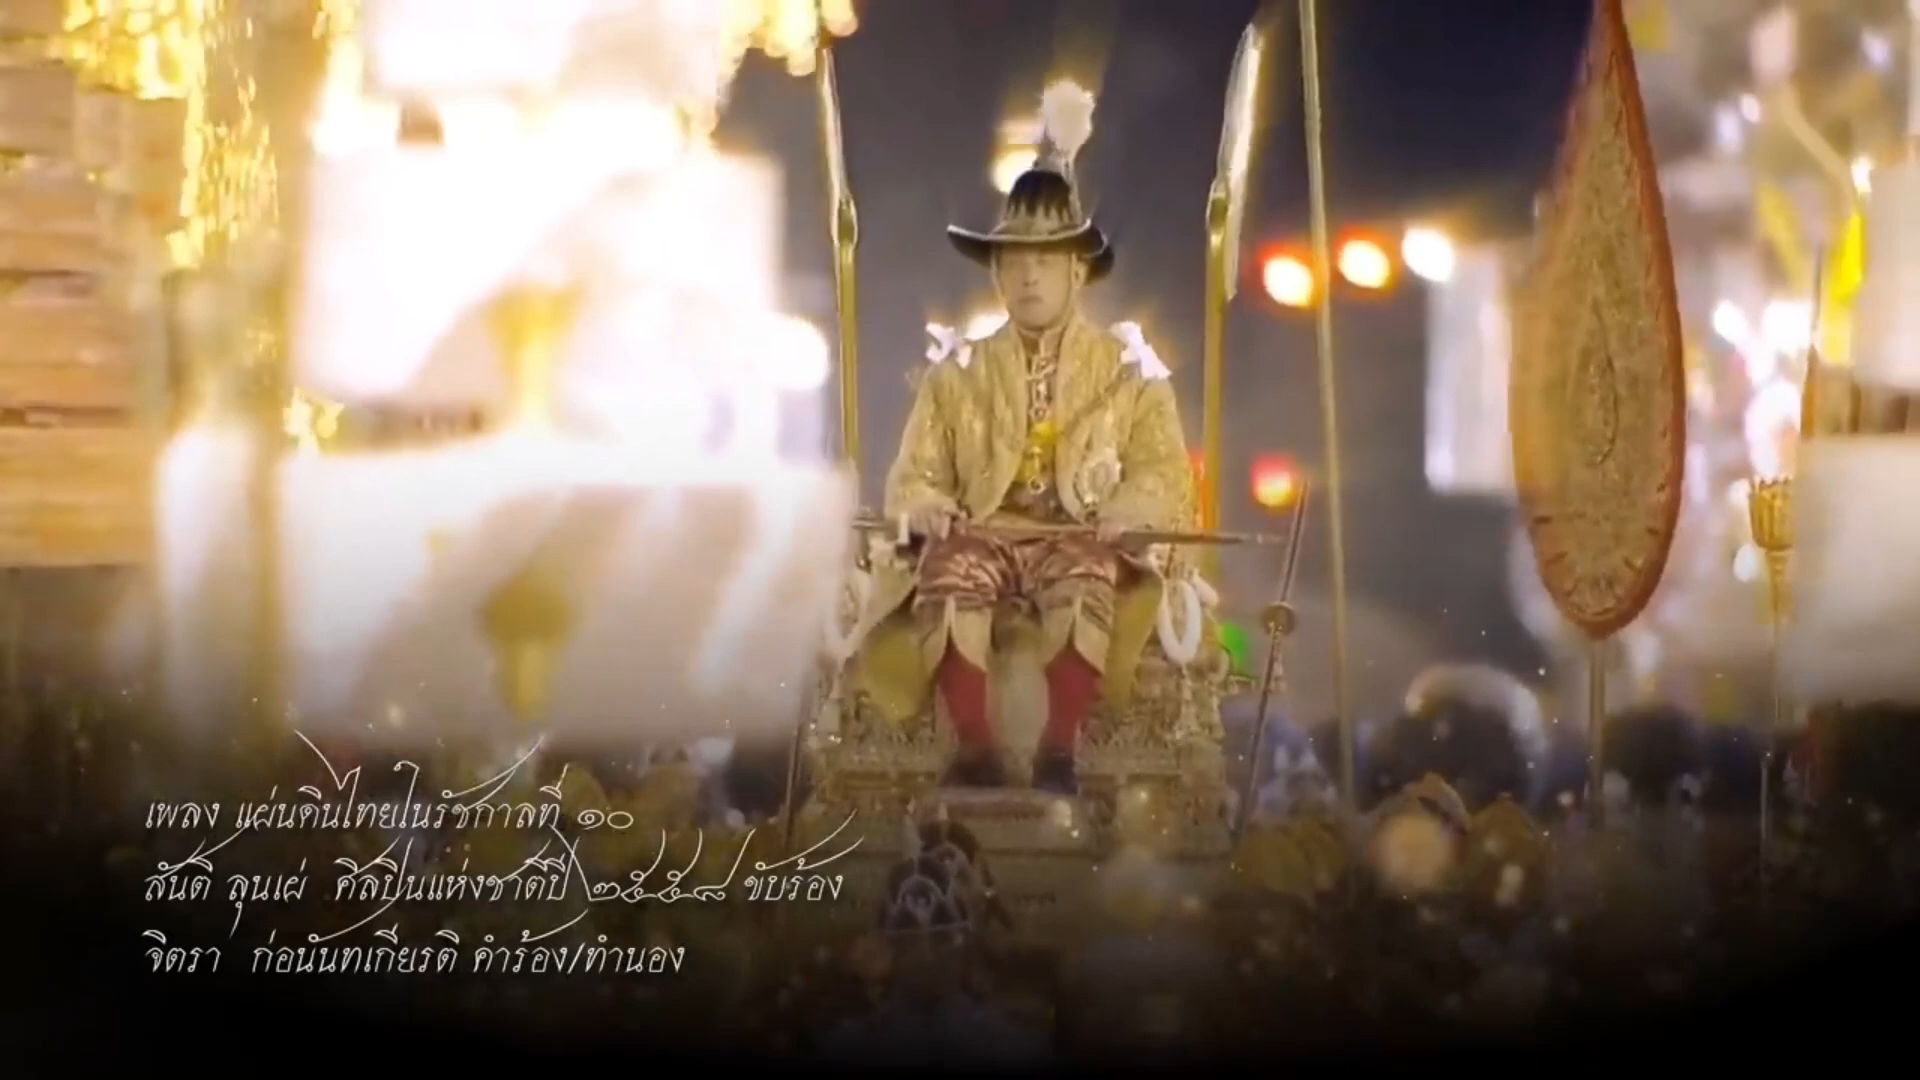 เพลง แผ่นดินไทยในรัชกาลที่ ๑๐
สันติ ลุนเผ่ ศิลปินแห่งชาติปี ๒๕๕๘ ขับร้อง
จิตรา ก่อนันทเกียรติ คำร้อง/ทำนอง